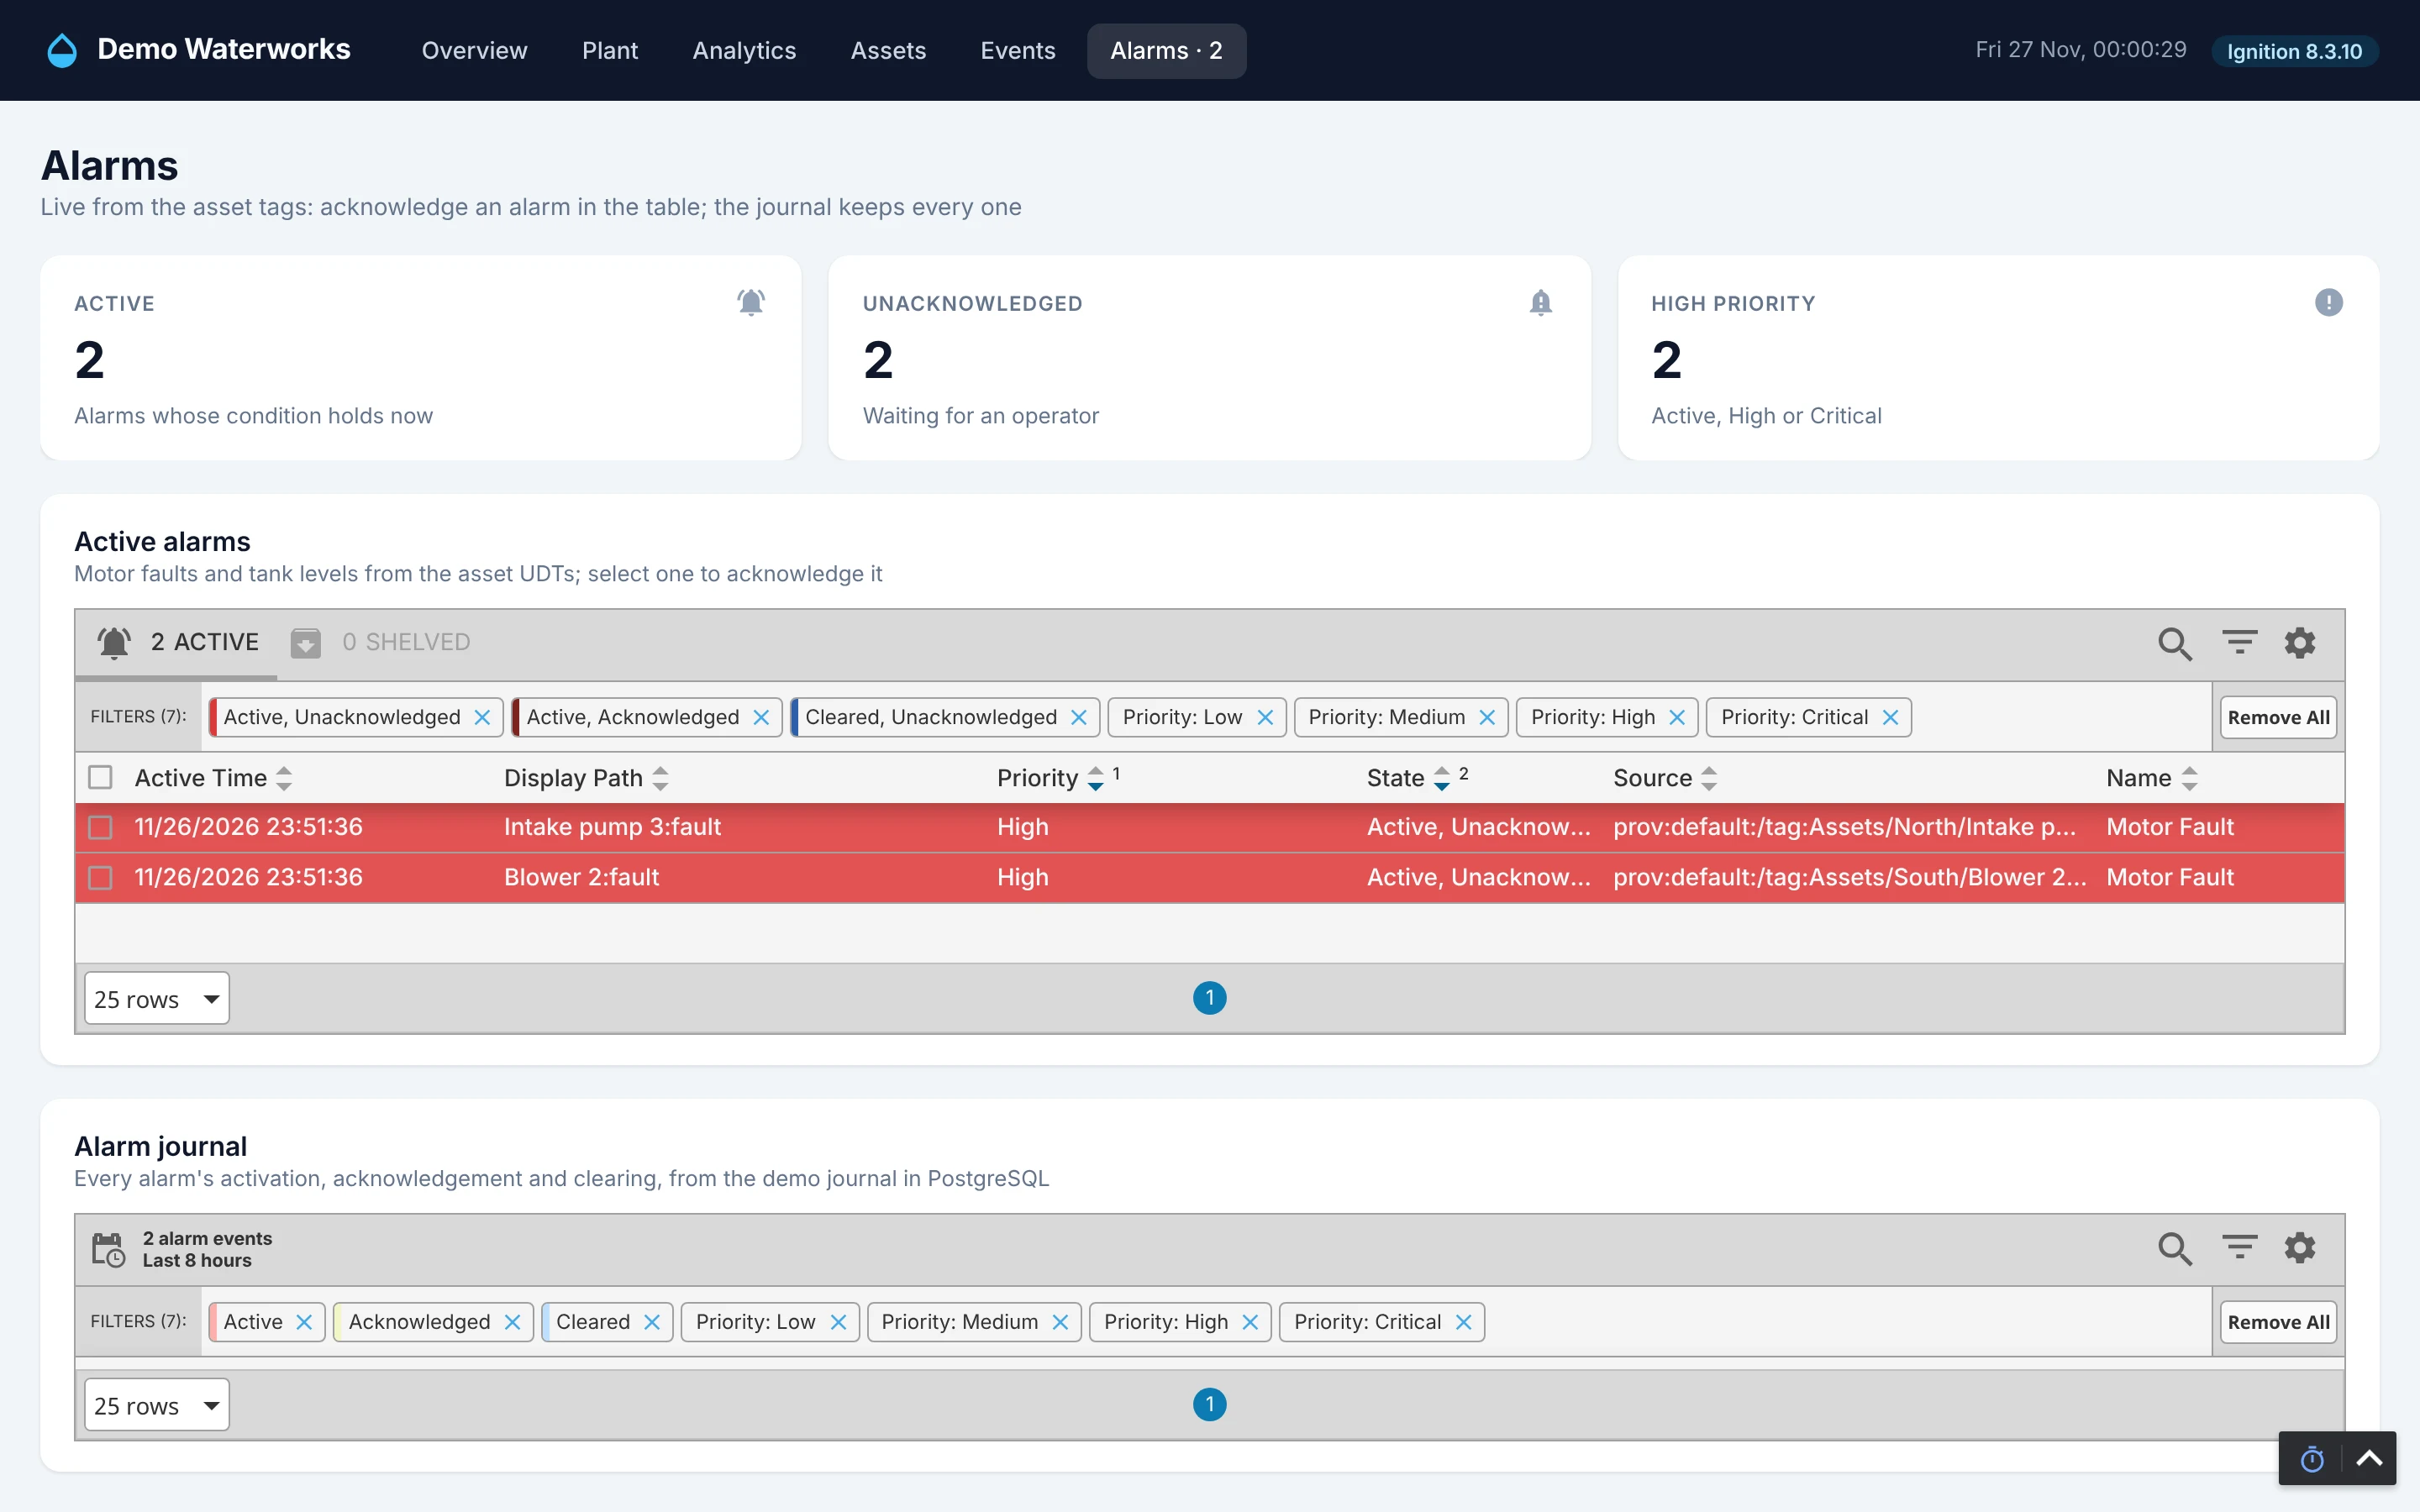 Demo Waterworks Overview Plant Analytics Assets Events Alarms · 2 Fri 27 Nov, 00:00:29 Ignition 8.3.10
Alarms
Live from the asset tags: acknowledge an alarm in the table; the journal keeps every one
ACTIVE
2
Alarms whose condition holds now
UNACKNOWLEDGED
2
Waiting for an operator
HIGH PRIORITY
2
Active, High or Critical
Active alarms
Motor faults and tank levels from the asset UDTs; select one to acknowledge it
2 ACTIVE 0 SHELVED
FILTERS (7): Active, Unacknowledged Active, Acknowledged Cleared, Unacknowledged Priority: Low Priority: Medium Priority: High Priority: Critical Remove All
Active Time Display Path Priority 1 State 2 Source Name
11/26/2026 23:51:36 Intake pump 3:fault High Active, Unacknow... prov:default:/tag:Assets/North/Intake p... Motor Fault
11/26/2026 23:51:36 Blower 2:fault High Active, Unacknow... prov:default:/tag:Assets/South/Blower 2... Motor Fault
25 rows 1
Alarm journal
Every alarm's activation, acknowledgement and clearing, from the demo journal in PostgreSQL
2 alarm events
Last 8 hours
FILTERS (7): Active Acknowledged Cleared Priority: Low Priority: Medium Priority: High Priority: Critical Remove All
25 rows 1